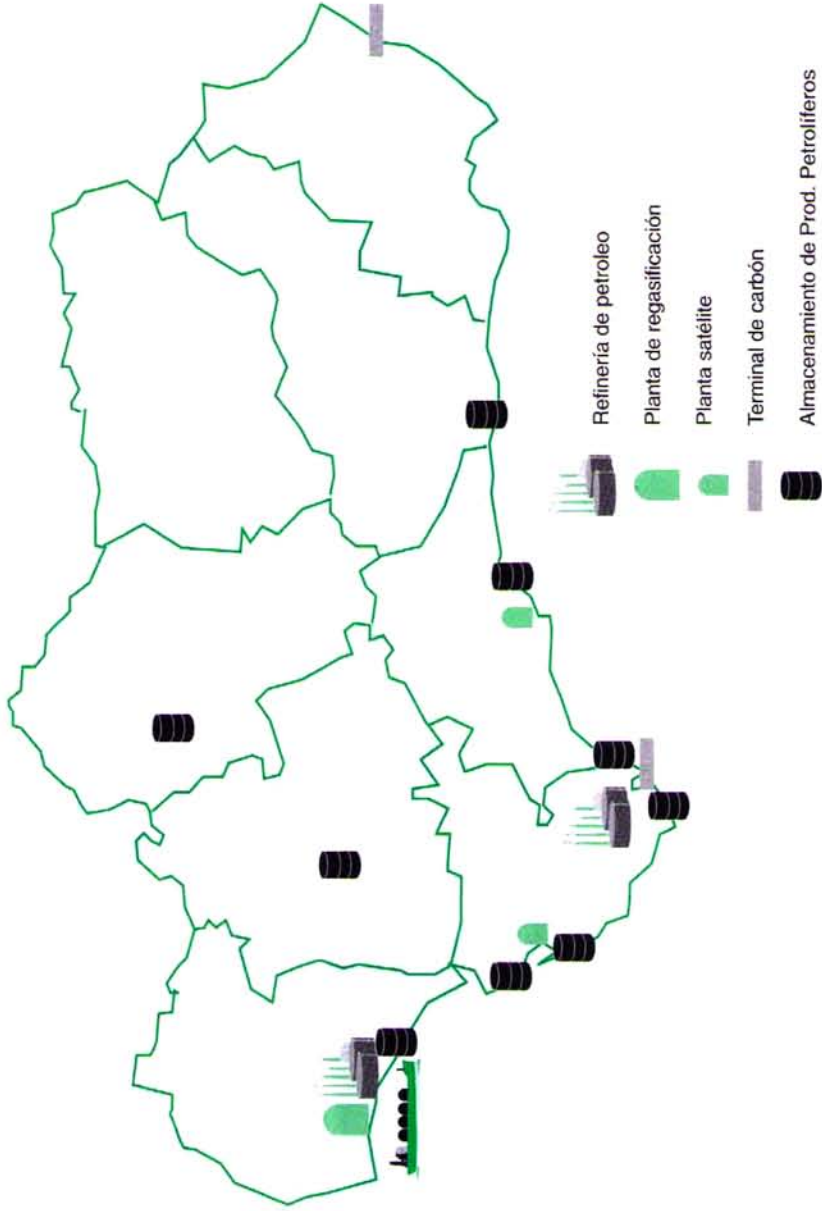 Refinería de petroleo
Planta de regasificación
Planta satélite
Terminal de carbón
Almacenamiento de Prod. Petrolíferos